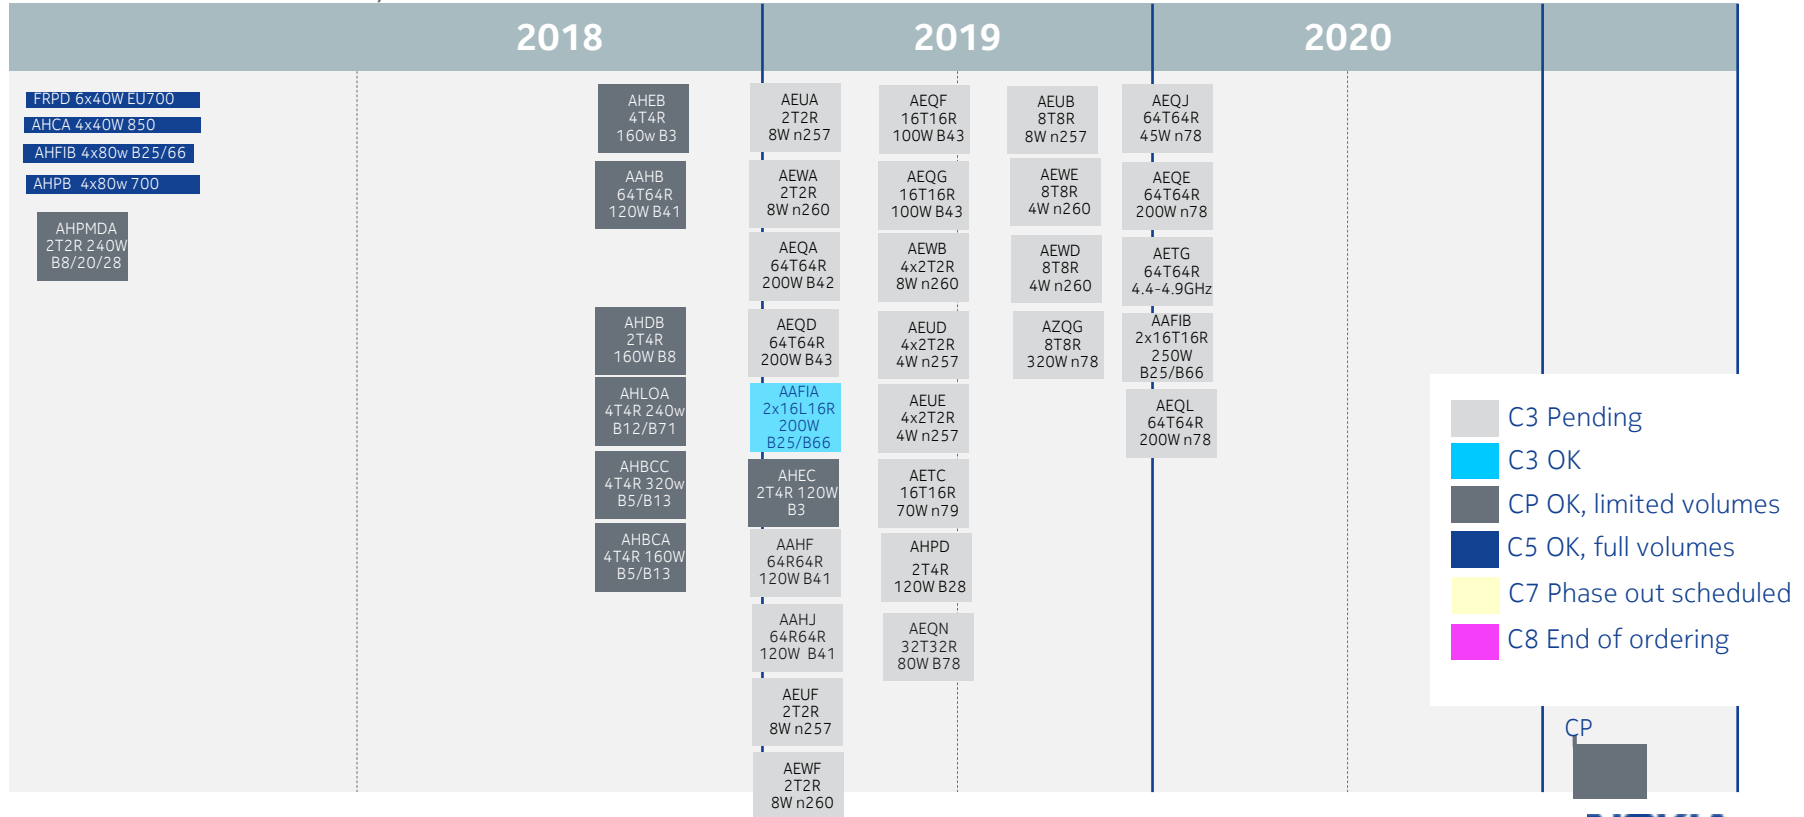 2018
2019
2020
FRPD 6x40W EU700
AHCA 4x40W 850
AHFIB 4x80w B25/66
AHPB 4x80w 700
AHPMDA
2T2R 240W
B8/20/28
AHEB
4T4R
160w B3
AAHB
64T64R
120W B41
AHDB
2T4R
160W B8
AHLOA
4T4R 240w
B12/B71
AHBCC
4T4R 320w
B5/B13
AHBCA
4T4R 160W
B5/B13
AEUA
2T2R
8W n257
AEWA
2T2R
8W n260
AEQA
64T64R
200W B42
AEQD
64T64R
200W B43
AAFIA
2x16L16R
200W
B25/B66
AHEC
2T4R 120W
B3
AAHF
64R64R
120W B41
AAHJ
64R64R
120W B41
AEUF
2T2R
8W n257
AEWF
2T2R
8W n260
AEQF
16T16R
100W B43
AEQG
16T16R
100W B43
AEWB
4x2T2R
8W n260
AEUD
4x2T2R
4W n257
AEUE
4x2T2R
4W n257
AETC
16T16R
70W n79
AHPD
2T4R
120W B28
AEQN
32T32R
80W B78
AEUB
8T8R
8W n257
AEWE
8T8R
4W n260
AEWD
8T8R
4W n260
AZQG
8T8R
320W n78
AEQJ
64T64R
45W n78
AEQE
64T64R
200W n78
AETG
64T64R
4.4-4.9GHz
AAFIB
2x16T16R
250W
B25/B66
AEQL
64T64R
200W n78
C3 Pending
C3 OK
CP OK, limited volumes
C5 OK, full volumes
C7 Phase out scheduled
C8 End of ordering
CP